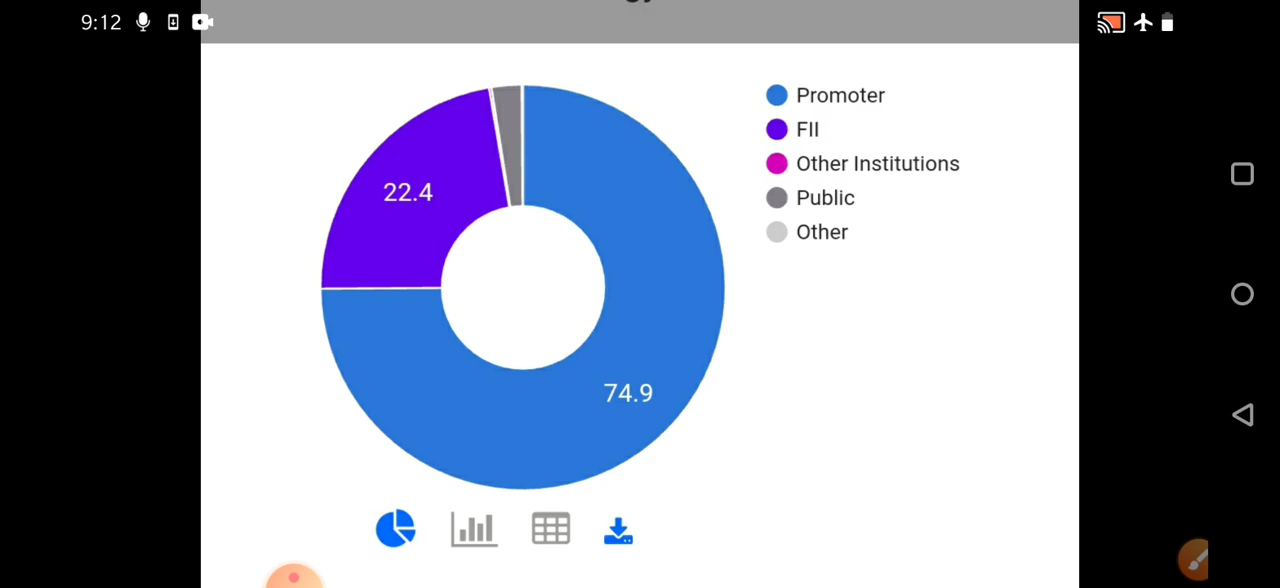 9:12
Promoter
FII
Other Institutions
Public
Other
22.4
74.9